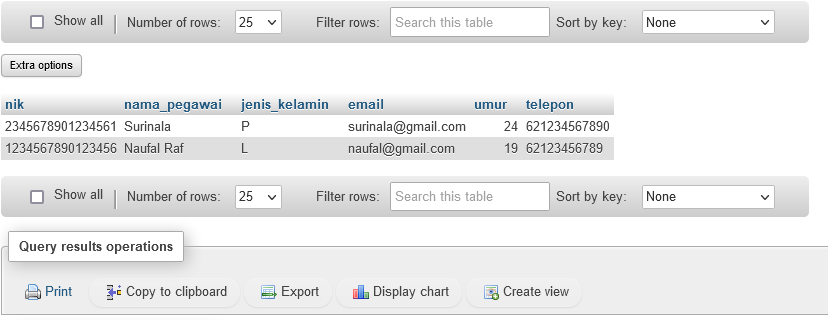 Show all Number of rows: 25 Filter rows: Search this table Sort by key: None
Extra options
nik nama_pegawai jenis_kelamin email umur telepon
2345678901234561 Surinala P surinala@gmail.com 24 621234567890
1234567890123456 Naufal Raf L naufal@gmail.com 19 62123456789
Show all Number of rows: 25 Filter rows: Search this table Sort by key: None
Query results operations
Print Copy to clipboard Export Display chart Create view